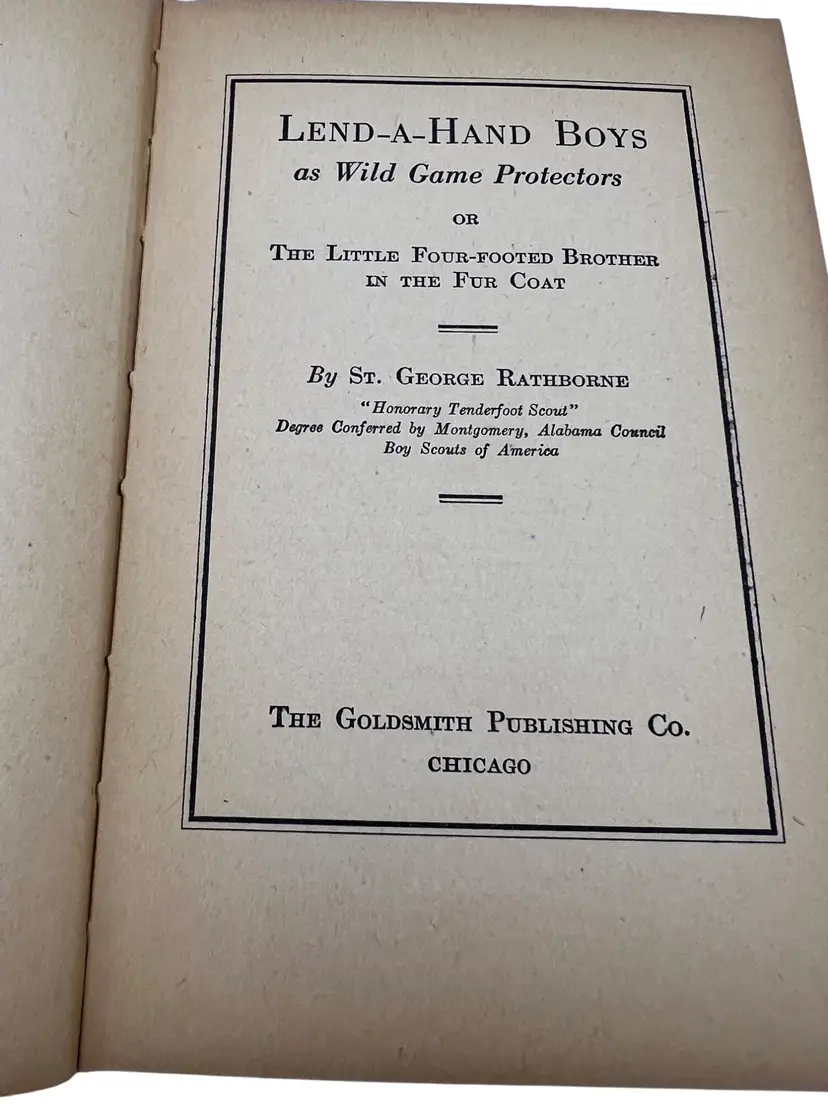 LEND-A-HAND BOYS
as Wild Game Protectors
OR
THE LITTLE FOUR-FOOTED BROTHER
IN THE FUR COAT
By ST. GEORGE RATHBORNE
"Honorary Tenderfoot Scout"
Degree Conferred by Montgomery, Alabama Council
Boy Scouts of America
THE GOLDSMITH PUBLISHING CO.
CHICAGO